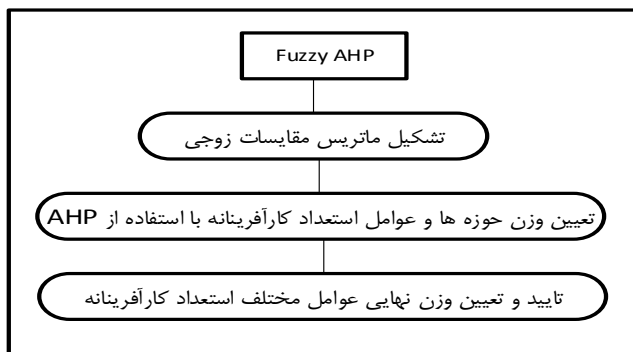 Fuzzy AHP
تشکیل ماتریس مقایسات زوجی
تعیین وزن حوزه ها و عوامل استعداد کارآفرینانه با استفاده از AHP
تایید و تعیین وزن نهایی عوامل مختلف استعداد کارآفرینانه